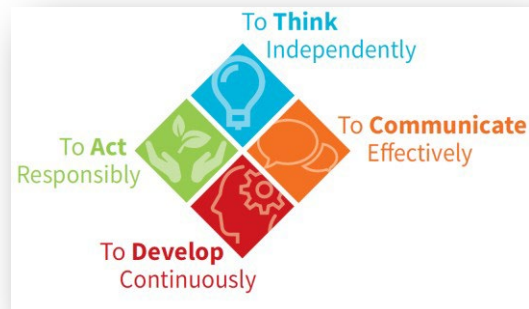 To Think
Independently
To Communicate
Effectively
To Act
Responsibly
To Develop
Continuously